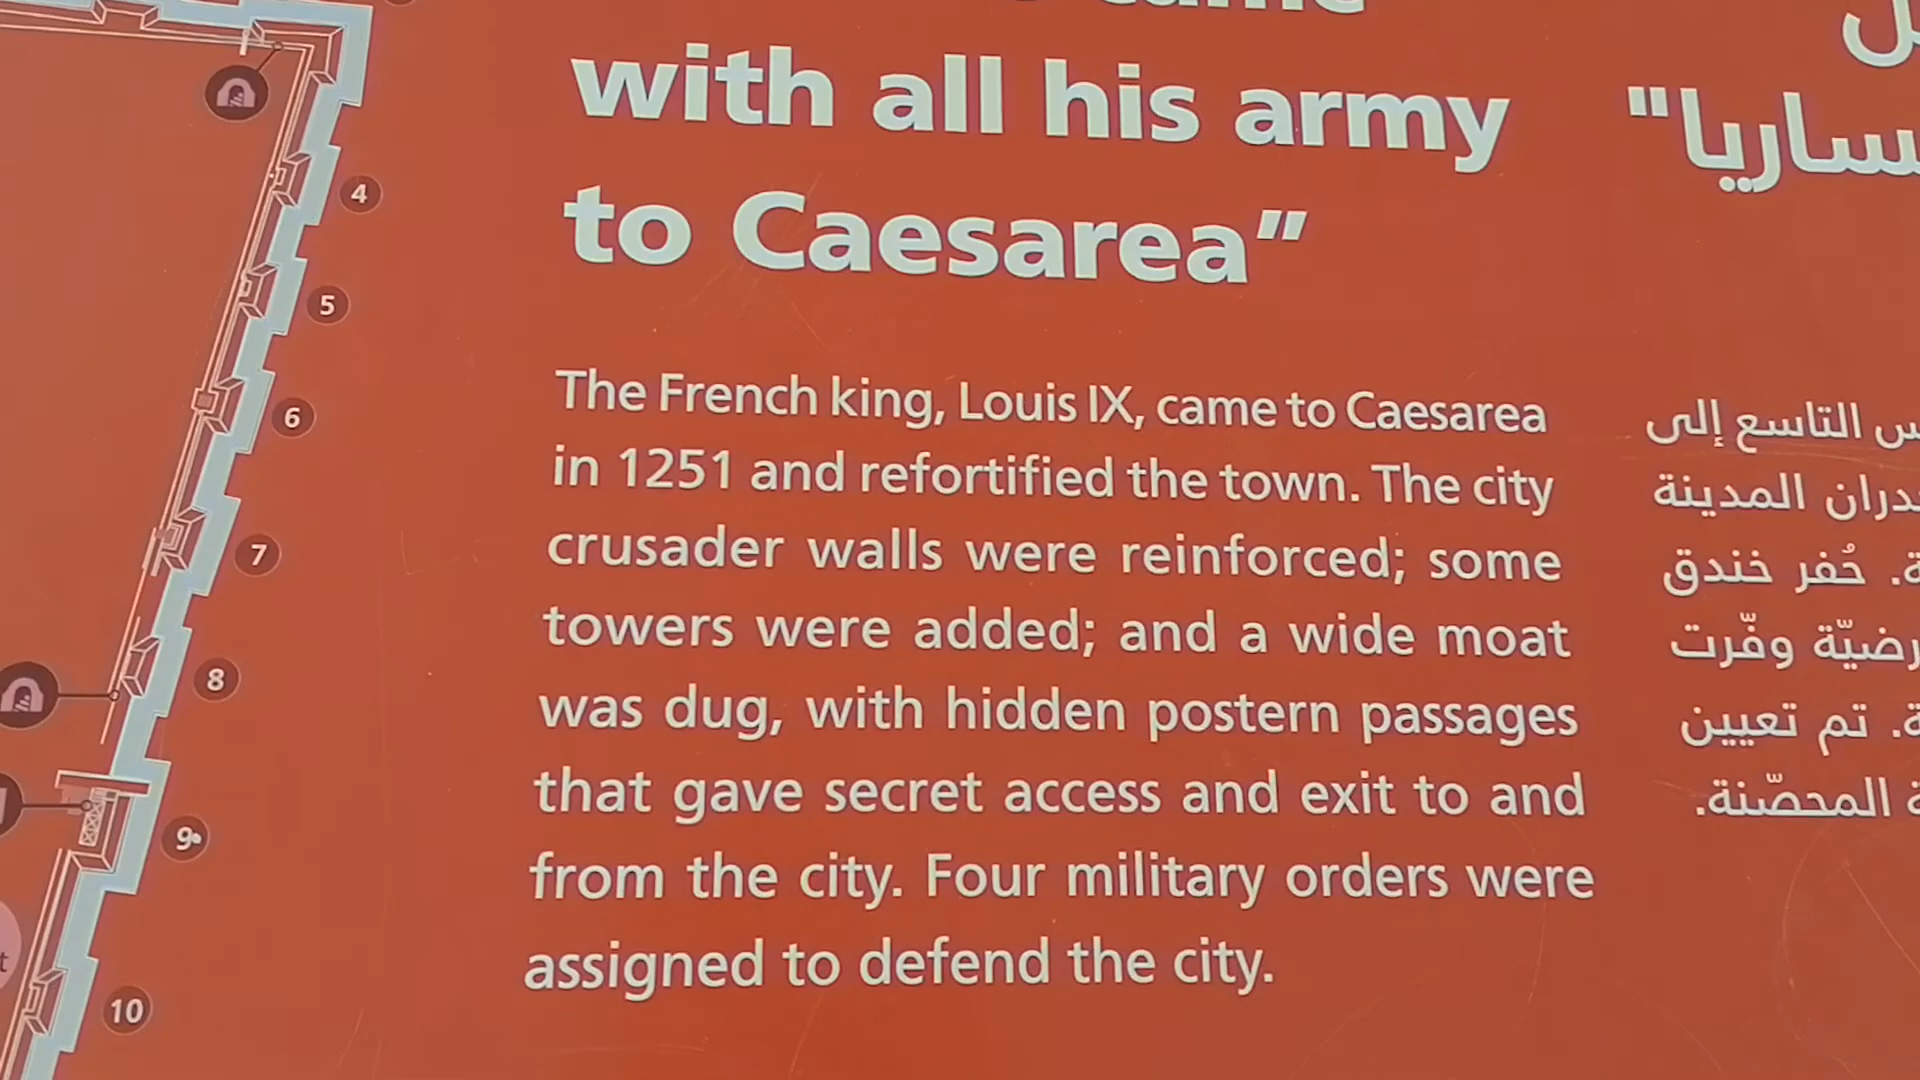 came
with all his army
to Caesarea”
The French king, Louis IX, came to Caesarea
in 1251 and refortified the town. The city
crusader walls were reinforced; some
towers were added; and a wide moat
was dug, with hidden postern passages
that gave secret access and exit to and
from the city. Four military orders were
assigned to defend the city.
التاسع إلى
المدينة
حُفر خندق
وفّرت
تم تعيين
المحصّنة.
4
5
6
7
8
9
10